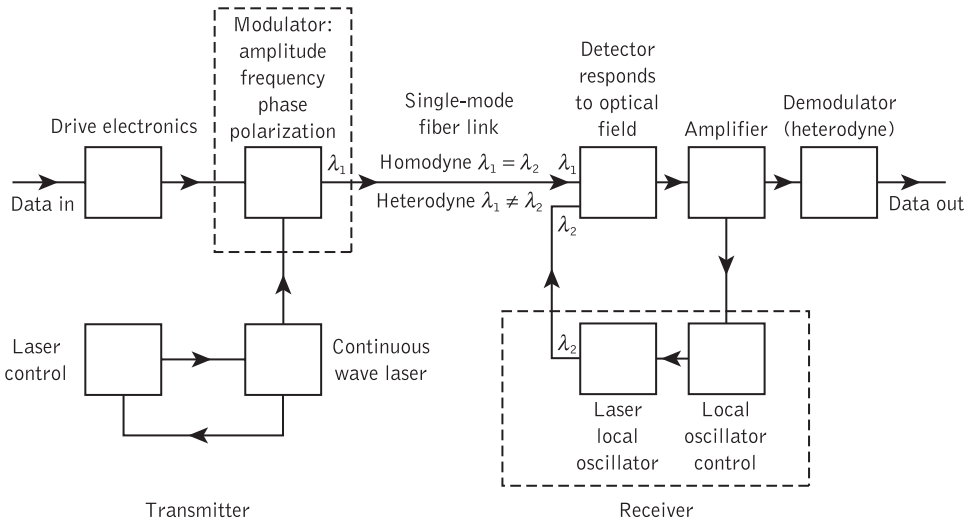 Modulator:
amplitude
frequency
phase
polarization
Drive electronics
Data in
λ₁
Single-mode
fiber link
Homodyne λ₁ = λ₂
Heterodyne λ₁ ≠ λ₂
Detector
responds
to optical
field
λ₁
λ₂
Amplifier
Demodulator
(heterodyne)
Data out
Laser
control
Continuous
wave laser
λ₂
Laser
local
oscillator
Local
oscillator
control
Transmitter
Receiver